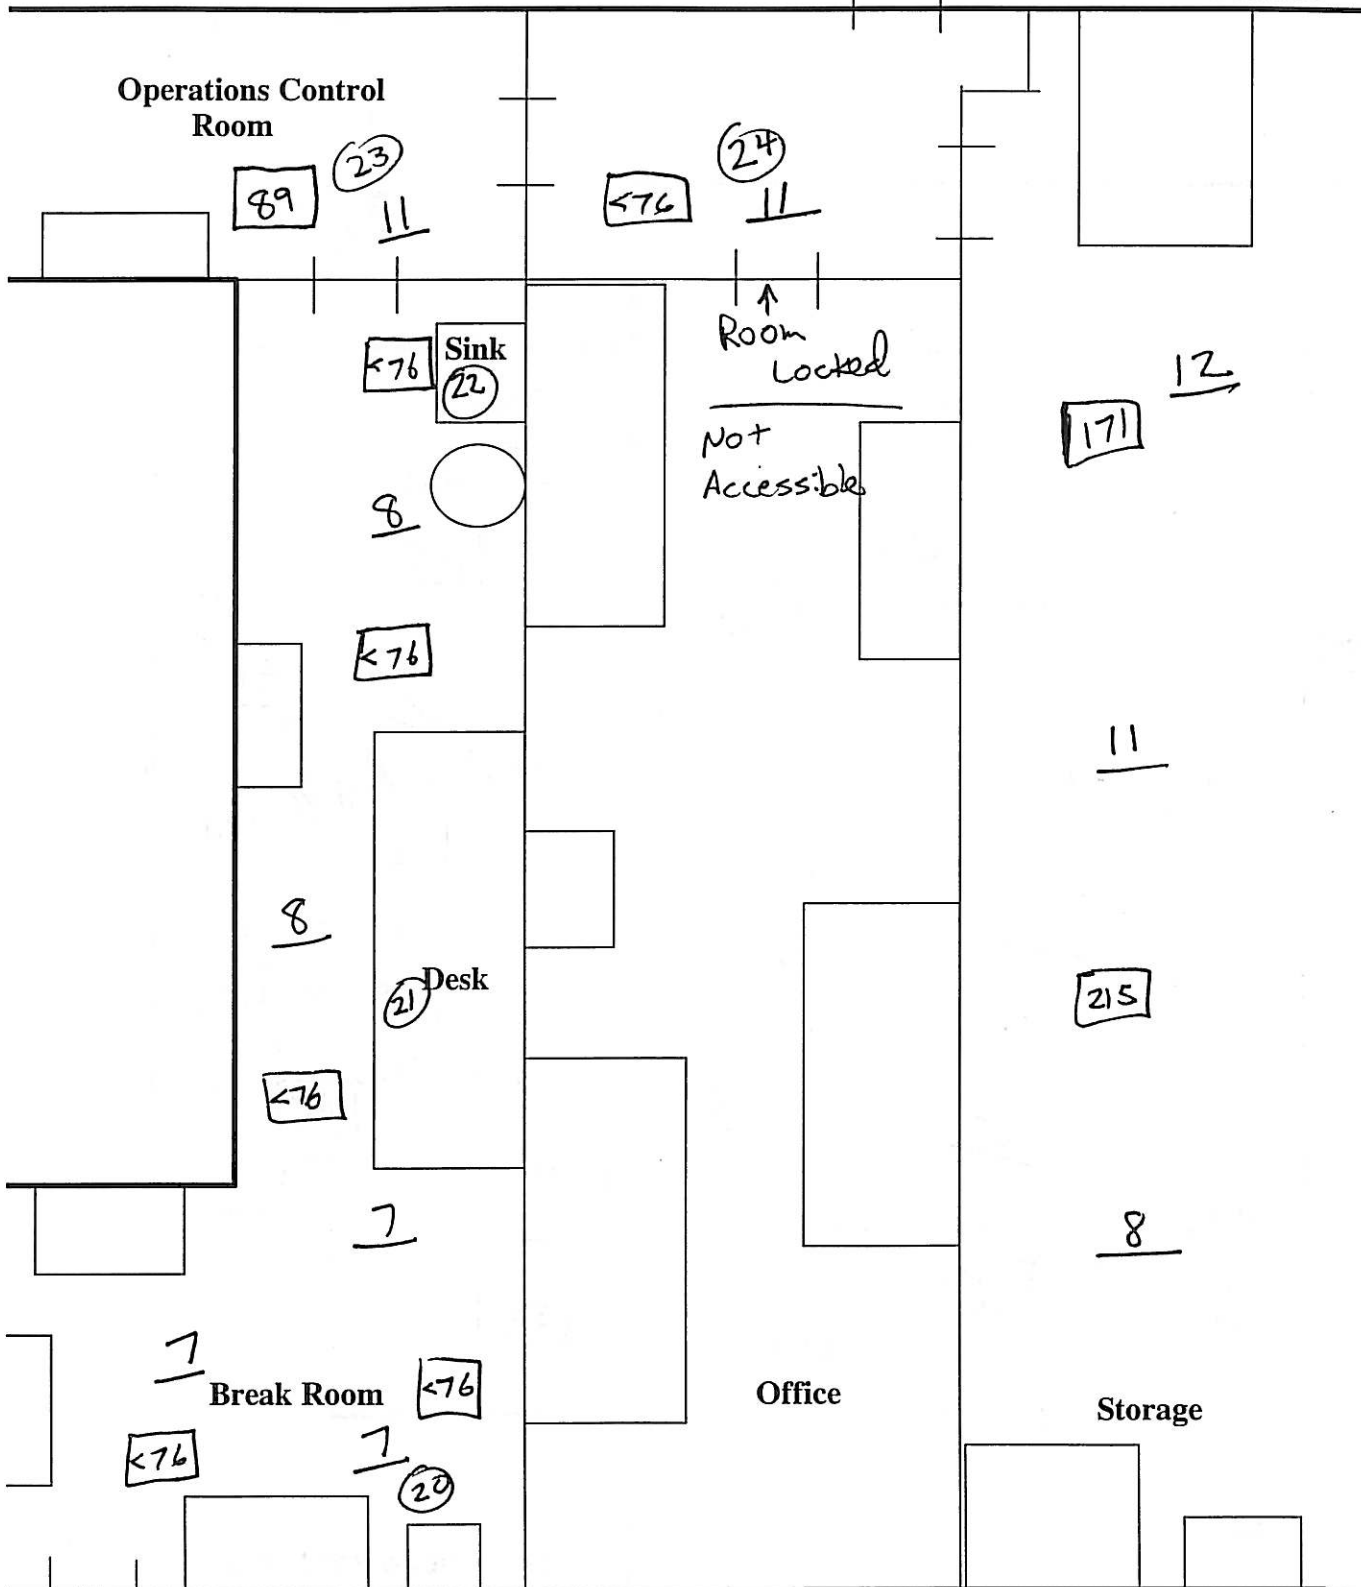 Operations Control
Room
23
24
89
11
<76
11
<76
Sink
22
Room
Locked
Not
Accessible
12
171
8
<76
11
8
Desk
21
215
<76
7
8
7
Break Room
<76
Office
Storage
7
<76
20